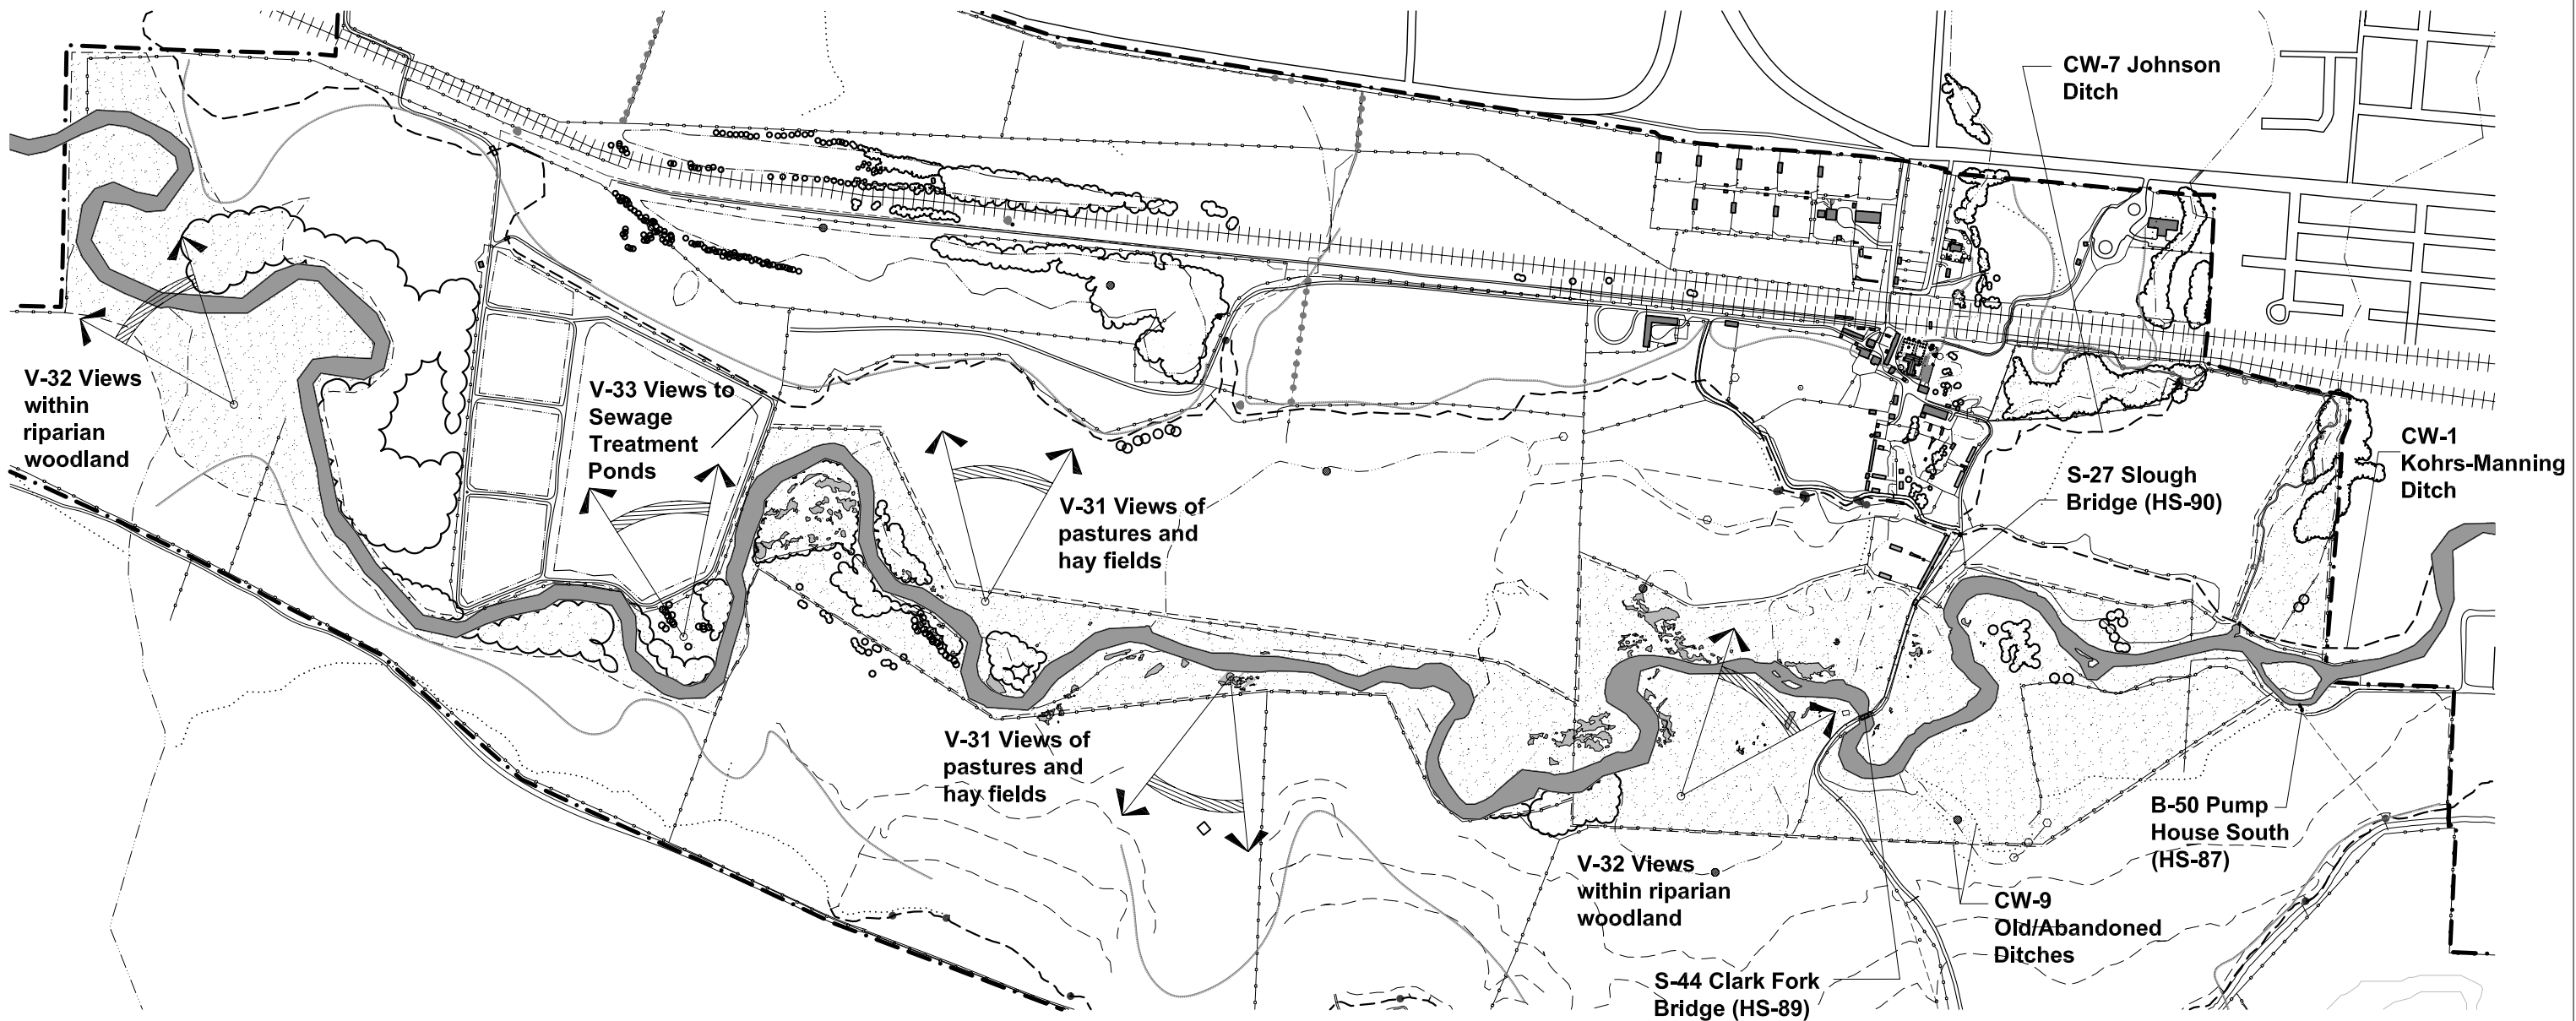 CW-7 Johnson
Ditch
V-32 Views
within
riparian
woodland
V-33 Views to
Sewage
Treatment
Ponds
V-31 Views of
pastures and
hay fields
S-27 Slough
Bridge (HS-90)
CW-1
Kohrs-Manning
Ditch
V-31 Views of
pastures and
hay fields
V-32 Views
within riparian
woodland
B-50 Pump
House South
(HS-87)
CW-9
Old/Abandoned
Ditches
S-44 Clark Fork
Bridge (HS-89)